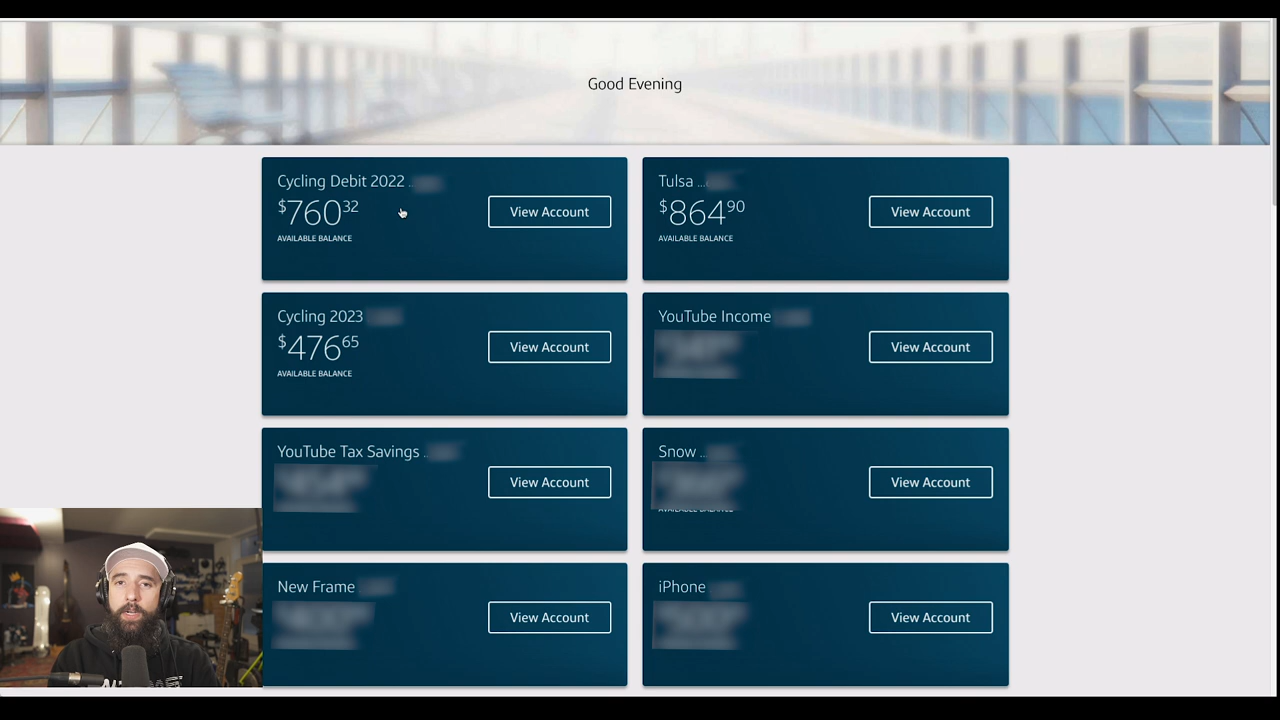 Good Evening
Cycling Debit 2022 ..
$760 32
AVAILABLE BALANCE
View Account
Tulsa ...
$864 90
AVAILABLE BALANCE
View Account
Cycling 2023
$476 65
AVAILABLE BALANCE
View Account
YouTube Income
View Account
YouTube Tax Savings ..
View Account
Snow ..
AVAILABLE BALANCE
View Account
New Frame
View Account
iPhone
View Account